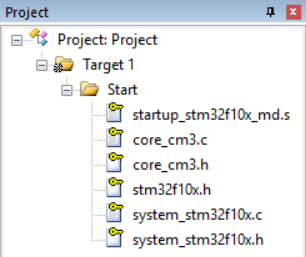 Project
Project: Project
Target 1
Start
startup_stm32f10x_md.s
core_cm3.c
core_cm3.h
stm32f10x.h
system_stm32f10x.c
system_stm32f10x.h